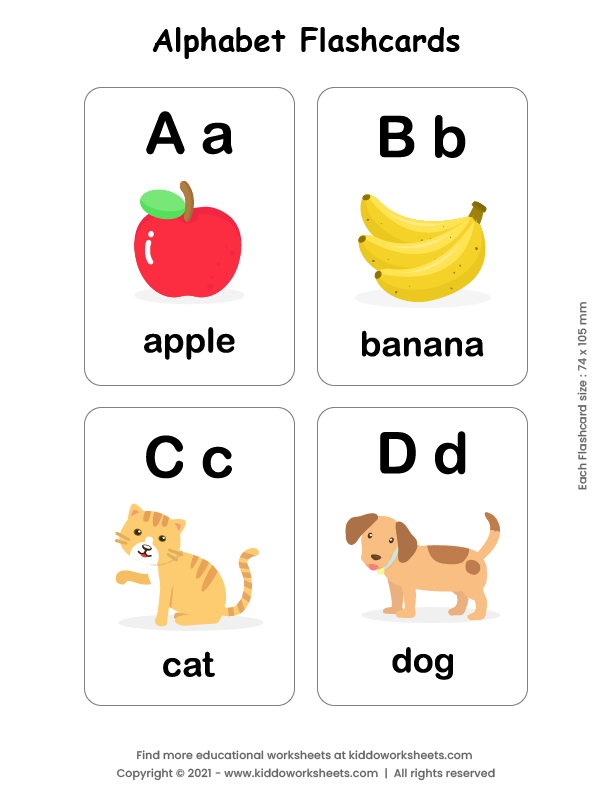 Alphabet Flashcards
A a
apple
B b
banana
C c
cat
D d
dog
Each Flashcard size : 74 x 105 mm
Find more educational worksheets at kiddoworksheets.com
Copyright © 2021 - www.kiddoworksheets.com | All rights reserved